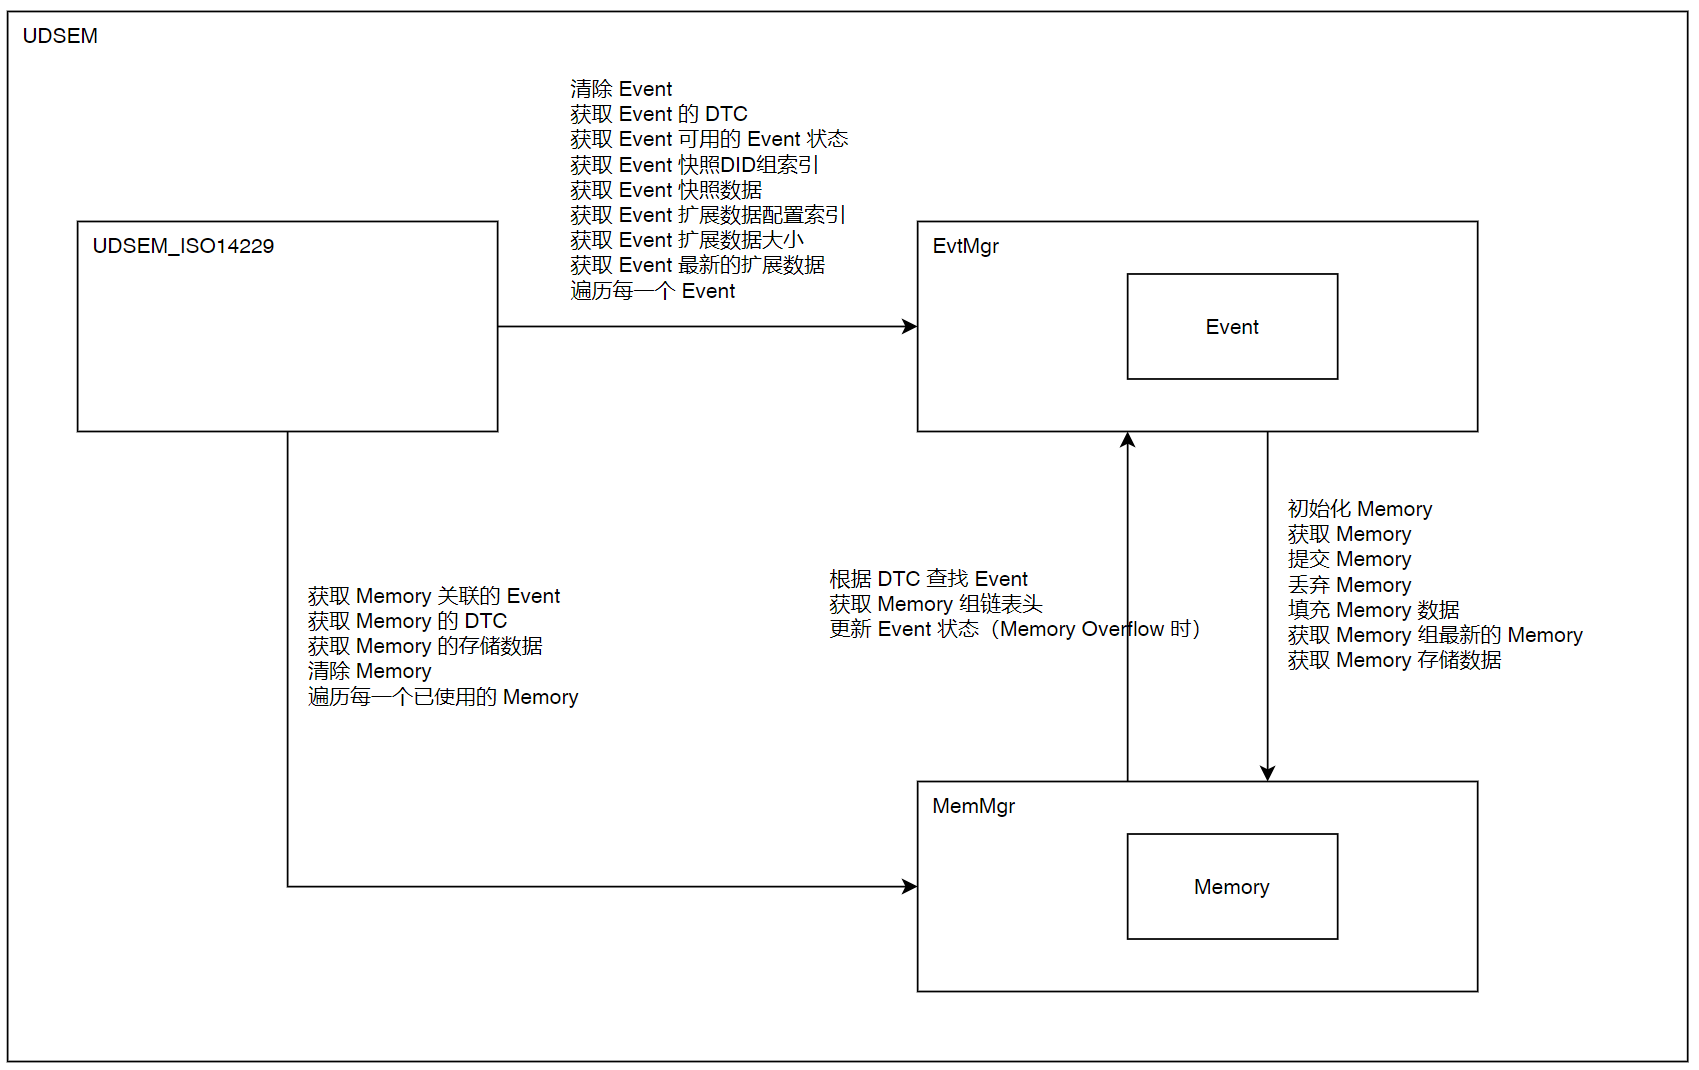 UDSEM
清除 Event
获取 Event 的 DTC
获取 Event 可用的 Event 状态
获取 Event 快照DID组索引
获取 Event 快照数据
获取 Event 扩展数据配置索引
获取 Event 扩展数据大小
获取 Event 最新的扩展数据
遍历每一个 Event
UDSEM_ISO14229
EvtMgr
Event
初始化 Memory
获取 Memory
提交 Memory
丢弃 Memory
填充 Memory 数据
获取 Memory 组最新的 Memory
获取 Memory 存储数据
根据 DTC 查找 Event
获取 Memory 组链表头
更新 Event 状态（Memory Overflow 时）
获取 Memory 关联的 Event
获取 Memory 的 DTC
获取 Memory 的存储数据
清除 Memory
遍历每一个已使用的 Memory
MemMgr
Memory